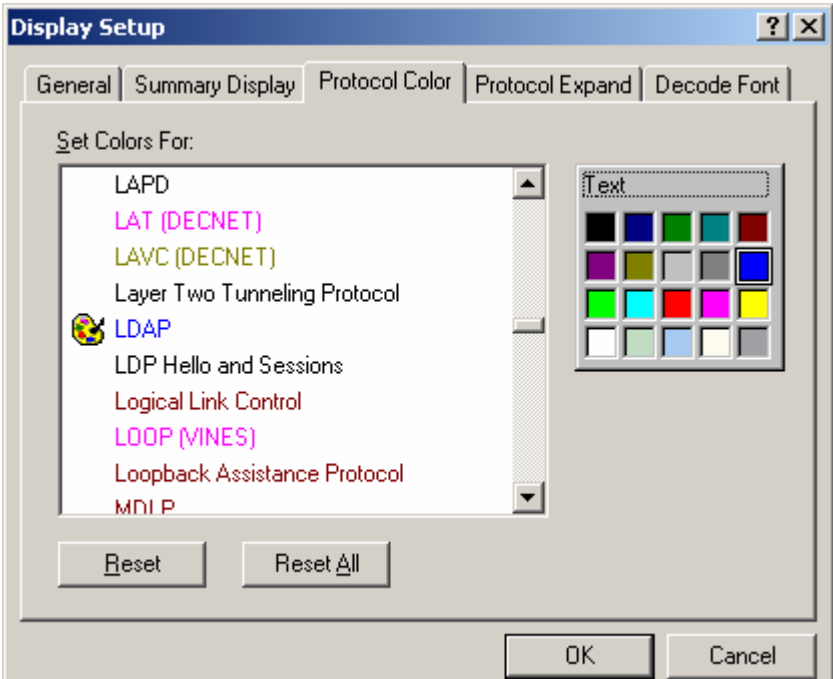 Display Setup
General Summary Display Protocol Color Protocol Expand Decode Font
Set Colors For:
LAPD
LAT (DECNET)
LAVC (DECNET)
Layer Two Tunneling Protocol
LDAP
LDP Hello and Sessions
Logical Link Control
LOOP (VINES)
Loopback Assistance Protocol
MDLP
Text
Reset Reset All
OK Cancel